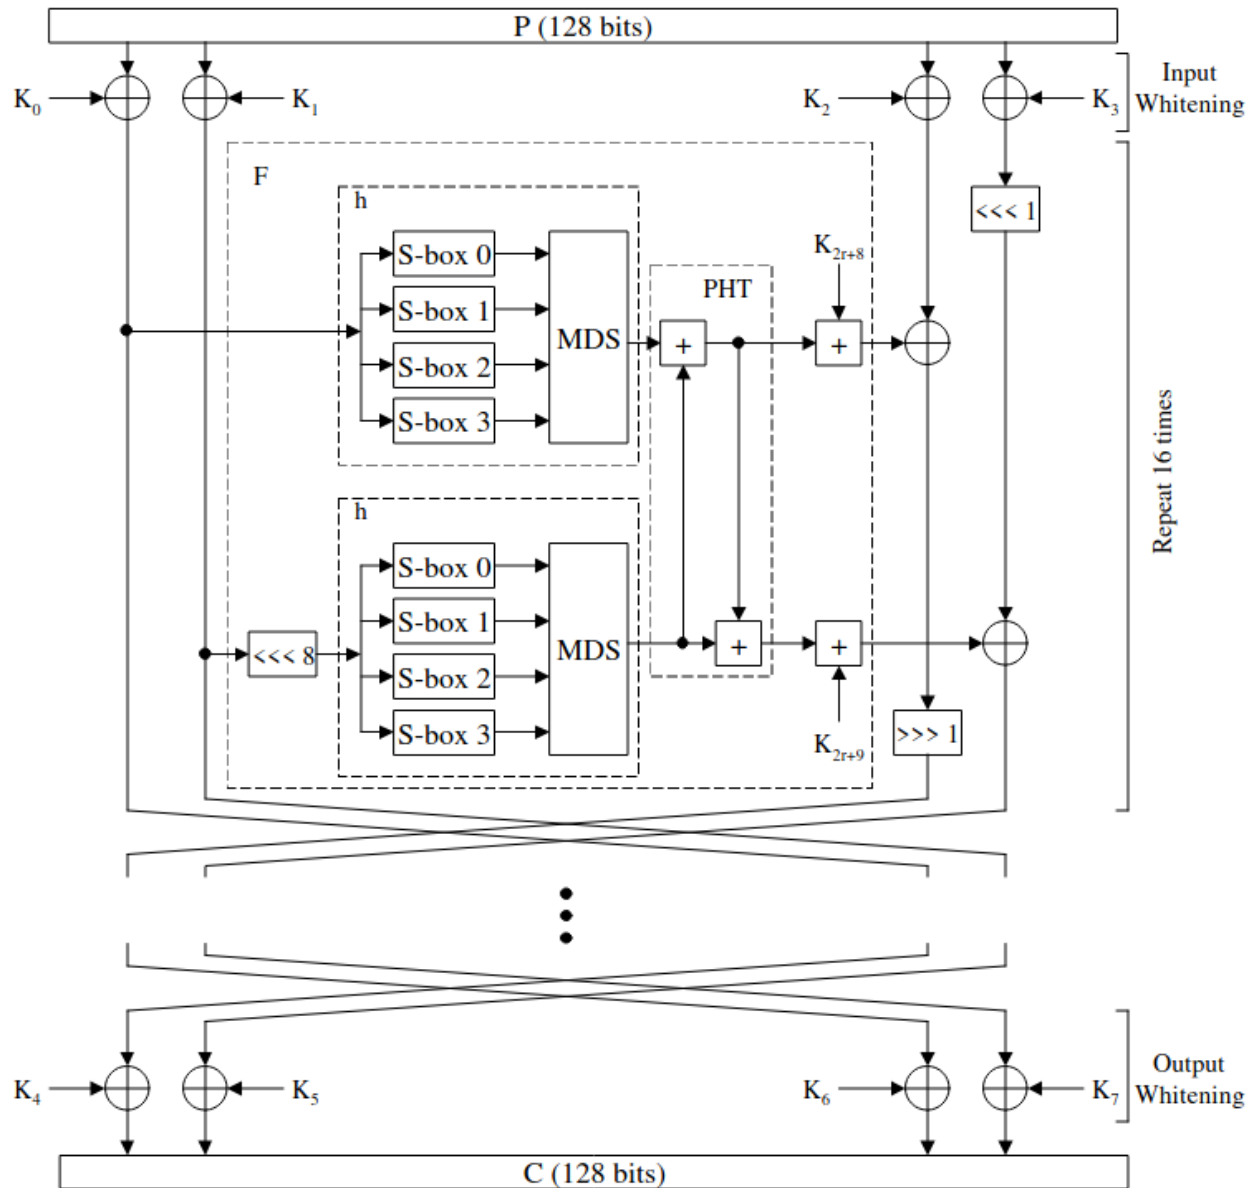 P (128 bits)
K0
K1
K2
K3
Input
Whitening
F
h
<<< 1
S-box 0
S-box 1
S-box 2
S-box 3
MDS
PHT
K2r+8
+
+
Repeat 16 times
h
S-box 0
S-box 1
S-box 2
S-box 3
<<< 8
MDS
+
+
K2r+9
>>> 1
K4
K5
K6
K7
Output
Whitening
C (128 bits)